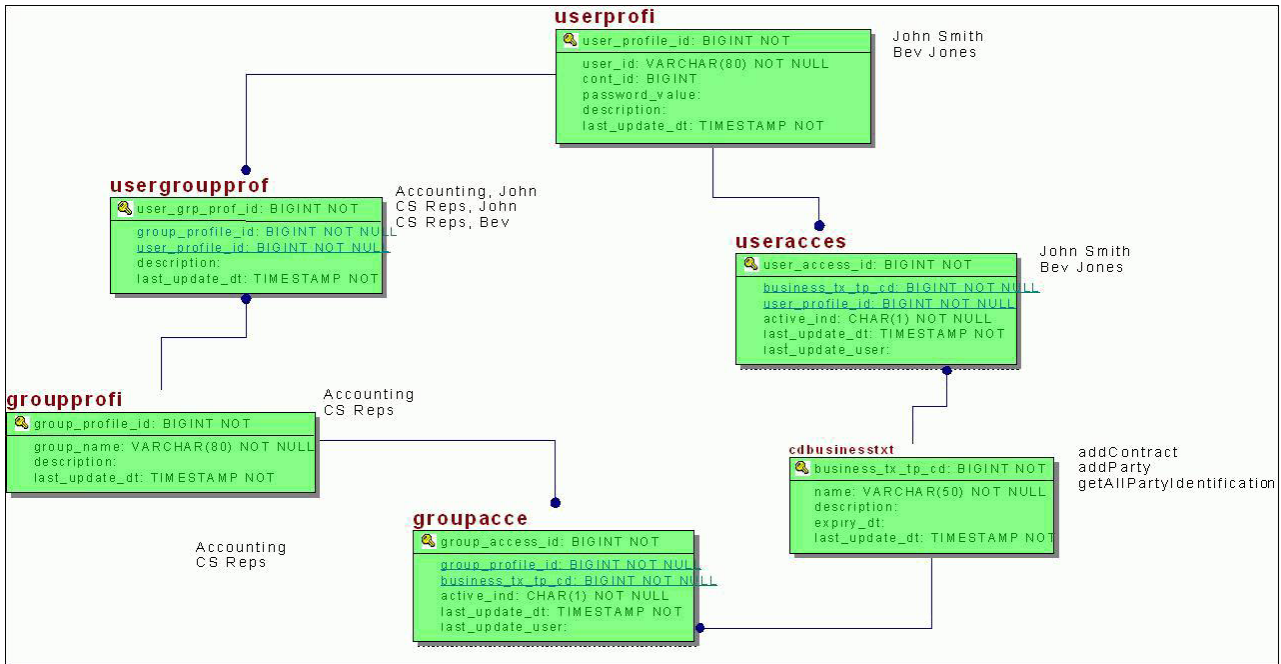 userprofi
user_profile_id: BIGINT NOT
user_id: VARCHAR(80) NOT NULL
cont_id: BIGINT
password_value:
description:
last_update_dt: TIMESTAMP NOT
John Smith
Bev Jones
usergroupprof
user_grp_prof_id: BIGINT NOT
group_profile_id: BIGINT NOT NULL
user_profile_id: BIGINT NOT NULL
description:
last_update_dt: TIMESTAMP NOT
Accounting, John
CS Reps, John
CS Reps, Bev
useracces
user_access_id: BIGINT NOT
business_tx_tp_cd: BIGINT NOT NULL
user_profile_id: BIGINT NOT NULL
active_ind: CHAR(1) NOT NULL
last_update_dt: TIMESTAMP NOT
last_update_user:
John Smith
Bev Jones
groupprofi
group_profile_id: BIGINT NOT
group_name: VARCHAR(80) NOT NULL
description:
last_update_dt: TIMESTAMP NOT
Accounting
CS Reps
cdbusinesstxt
business_tx_tp_cd: BIGINT NOT
name: VARCHAR(50) NOT NULL
description:
expiry_dt:
last_update_dt: TIMESTAMP NOT
addContract
addParty
getAllPartyIdentification
groupacce
group_access_id: BIGINT NOT
group_profile_id: BIGINT NOT NULL
business_tx_tp_cd: BIGINT NOT NULL
active_ind: CHAR(1) NOT NULL
last_update_dt: TIMESTAMP NOT
last_update_user:
Accounting
CS Reps